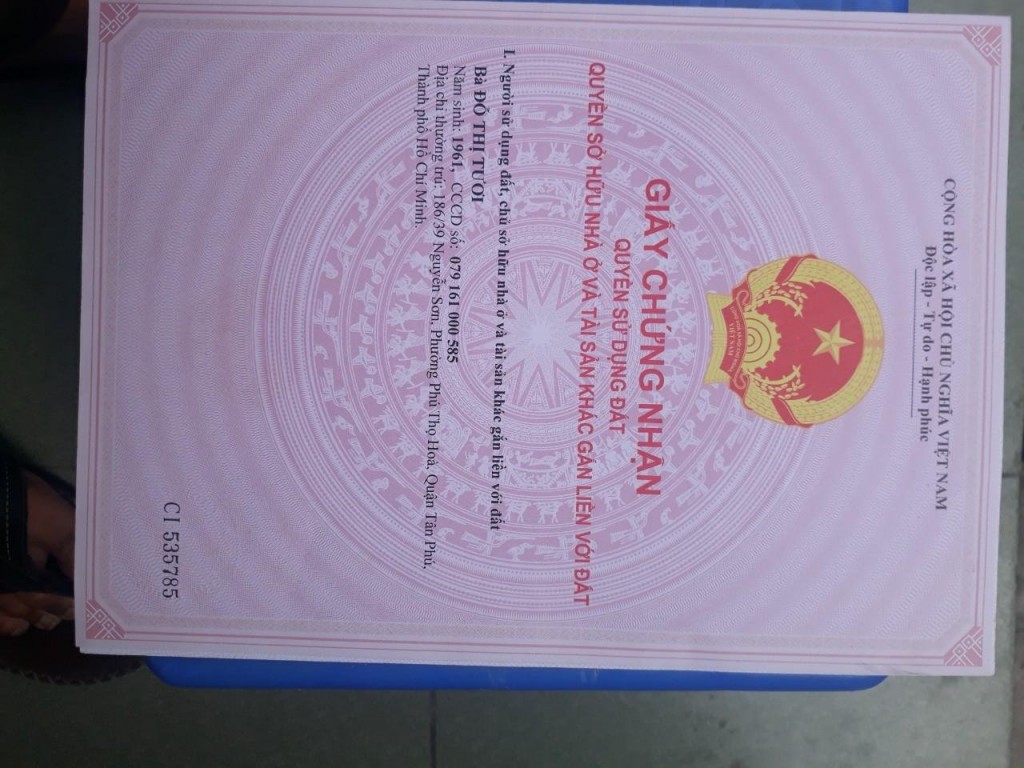 CỘNG HÒA XÃ HỘI CHỦ NGHĨA VIỆT NAM
Độc lập - Tự do - Hạnh phúc
GIẤY CHỨNG NHẬN
QUYỀN SỬ DỤNG ĐẤT
QUYỀN SỞ HỮU NHÀ Ở VÀ TÀI SẢN KHÁC GẮN LIỀN VỚI ĐẤT
I. Người sử dụng đất, chủ sở hữu nhà ở và tài sản khác gắn liền với đất
Bà ĐỖ THỊ TƯƠI
Năm sinh: 1961, CCCD số: 079 161 000 585
Địa chỉ thường trú: 186/39 Nguyễn Sơn, Phường Phú Thọ Hoà, Quận Tân Phú,
Thành phố Hồ Chí Minh.
CI 535785